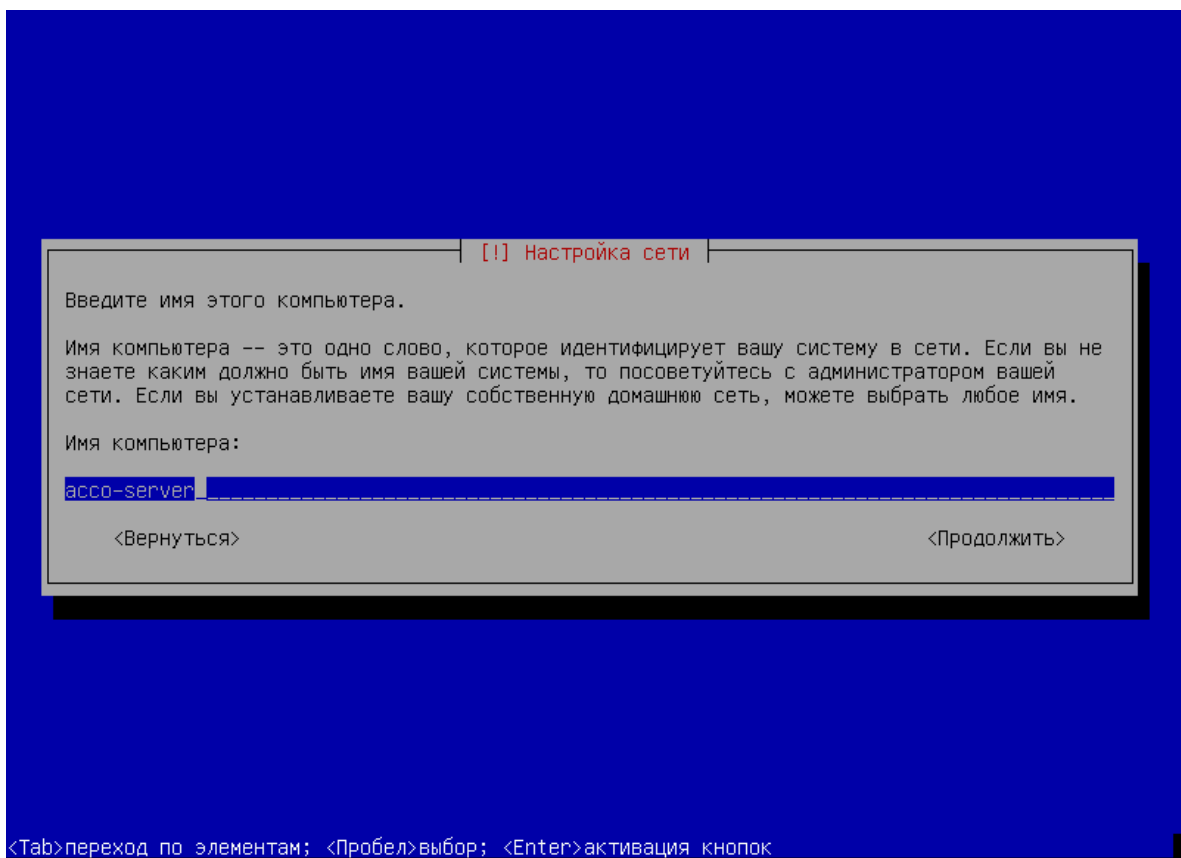 [!] Настройка сети
Введите имя этого компьютера.
Имя компьютера -- это одно слово, которое идентифицирует вашу систему в сети. Если вы не
знаете каким должно быть имя вашей системы, то посоветуйтесь с администратором вашей
сети. Если вы устанавливаете вашу собственную домашнюю сеть, можете выбрать любое имя.
Имя компьютера:
acco-server
<Вернуться> <Продолжить>
<Tab>переход по элементам; <Пробел>выбор; <Enter>активация кнопок